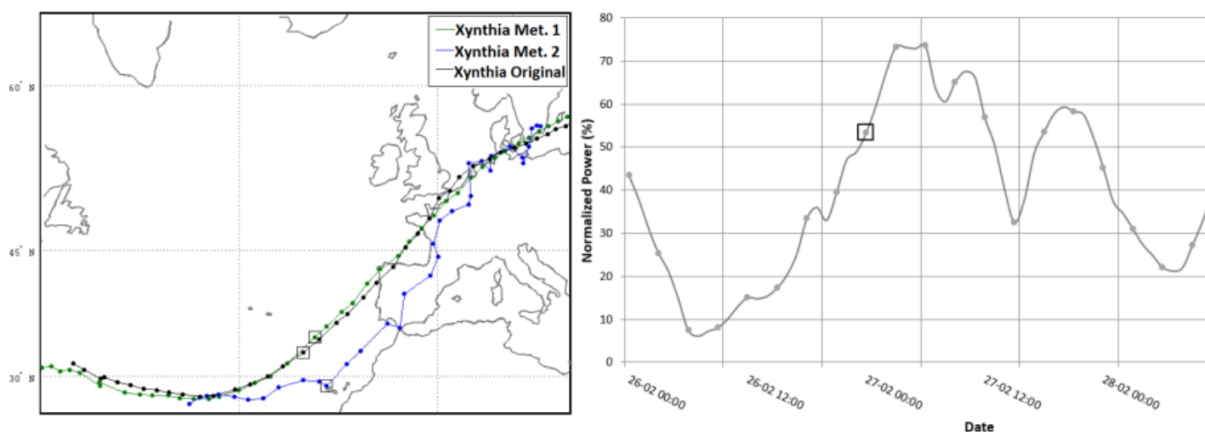 Xynthia Met. 1
Xynthia Met. 2
Xynthia Original
60° N
45° N
30° N
Normalized Power (%)
80
70
60
50
40
30
20
10
0
26-02 00:00
26-02 12:00
27-02 00:00
27-02 12:00
28-02 00:00
Date